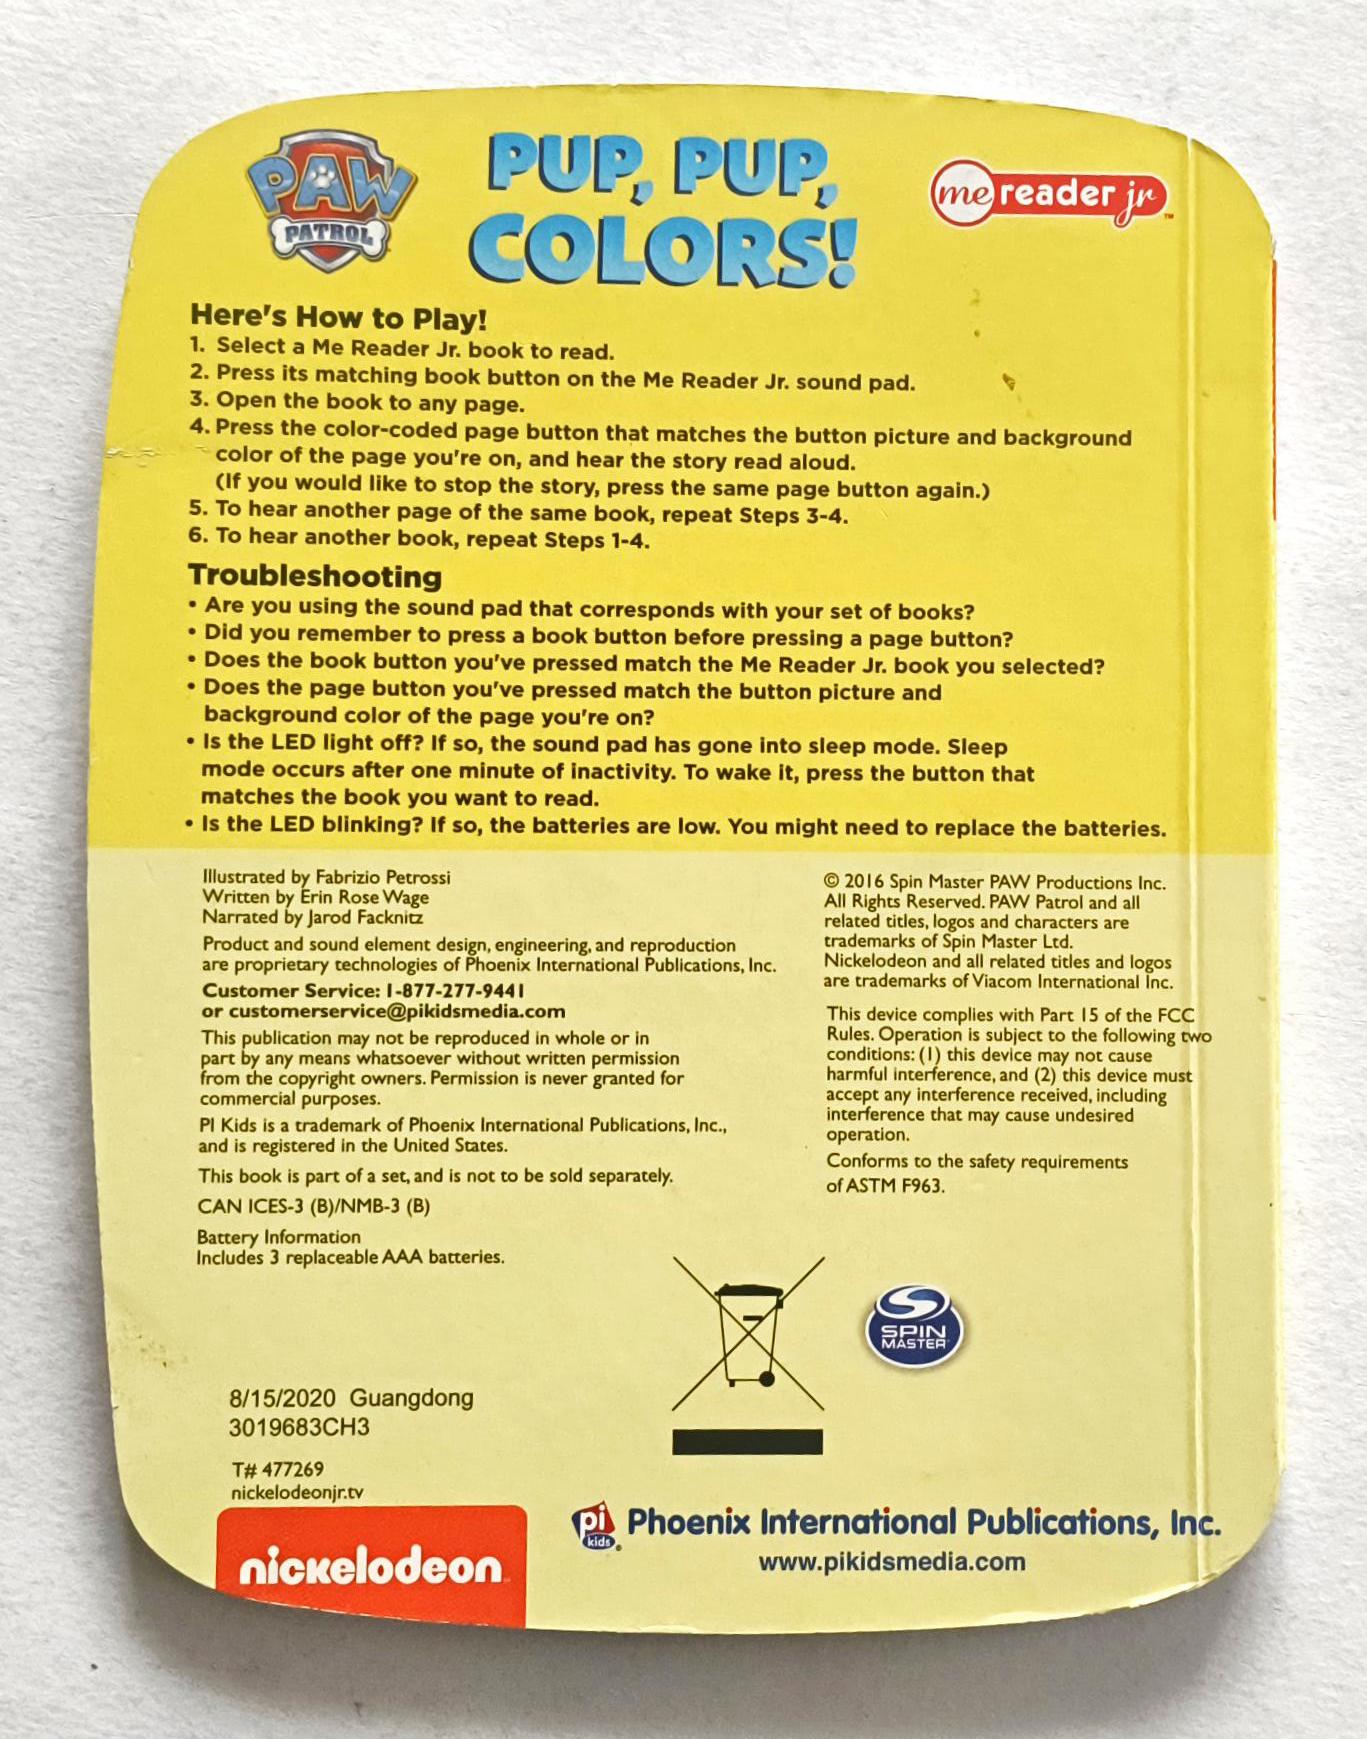 PAW
PATROL
PUP, PUP,
COLORS!
me reader jr ™
Here's How to Play!
1. Select a Me Reader Jr. book to read.
2. Press its matching book button on the Me Reader Jr. sound pad.
3. Open the book to any page.
4. Press the color-coded page button that matches the button picture and background
color of the page you're on, and hear the story read aloud.
(If you would like to stop the story, press the same page button again.)
5. To hear another page of the same book, repeat Steps 3-4.
6. To hear another book, repeat Steps 1-4.
Troubleshooting
• Are you using the sound pad that corresponds with your set of books?
• Did you remember to press a book button before pressing a page button?
• Does the book button you've pressed match the Me Reader Jr. book you selected?
• Does the page button you've pressed match the button picture and
background color of the page you're on?
• Is the LED light off? If so, the sound pad has gone into sleep mode. Sleep
mode occurs after one minute of inactivity. To wake it, press the button that
matches the book you want to read.
• Is the LED blinking? If so, the batteries are low. You might need to replace the batteries.
Illustrated by Fabrizio Petrossi
Written by Erin Rose Wage
Narrated by Jarod Facknitz
Product and sound element design, engineering, and reproduction
are proprietary technologies of Phoenix International Publications, Inc.
Customer Service: 1-877-277-9441
or customerservice@pikidsmedia.com
This publication may not be reproduced in whole or in
part by any means whatsoever without written permission
from the copyright owners. Permission is never granted for
commercial purposes.
PI Kids is a trademark of Phoenix International Publications, Inc.,
and is registered in the United States.
This book is part of a set, and is not to be sold separately.
CAN ICES-3 (B)/NMB-3 (B)
Battery Information
Includes 3 replaceable AAA batteries.
© 2016 Spin Master PAW Productions Inc.
All Rights Reserved. PAW Patrol and all
related titles, logos and characters are
trademarks of Spin Master Ltd.
Nickelodeon and all related titles and logos
are trademarks of Viacom International Inc.
This device complies with Part 15 of the FCC
Rules. Operation is subject to the following two
conditions: (1) this device may not cause
harmful interference, and (2) this device must
accept any interference received, including
interference that may cause undesired
operation.
Conforms to the safety requirements
of ASTM F963.
SPIN
MASTER
8/15/2020 Guangdong
3019683CH3
T# 477269
nickelodeonjr.tv
nickelodeon
pi
kids®
Phoenix International Publications, Inc.
www.pikidsmedia.com